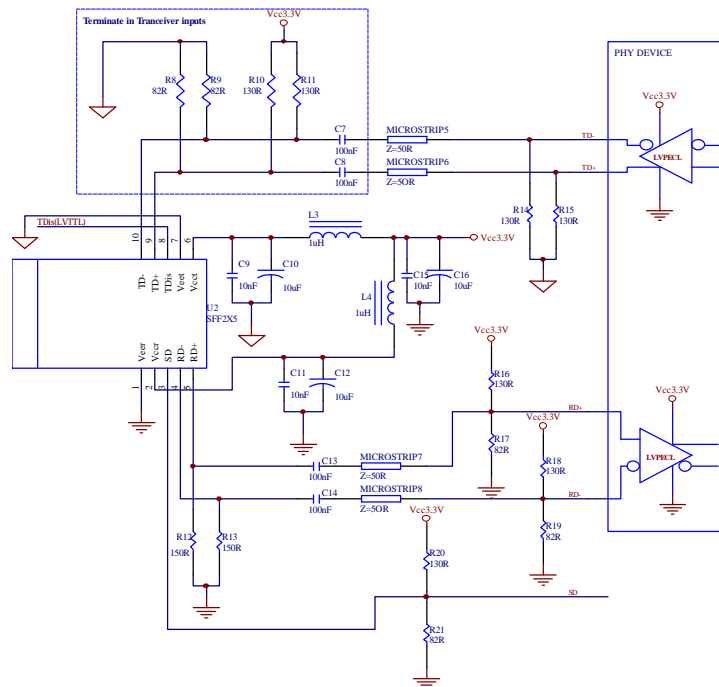 Terminate in Tranceiver inputs
Vcc3.3V
R8
82R
R9
82R
R10
130R
R11
130R
C7
100nF
MICROSTRIP5
Z=50R
C8
100nF
MICROSTRIP6
Z=5OR
PHY DEVICE
Vcc3.3V
TD-
TD+
LVPECL
R14
130R
R15
130R
TDis(LVTTL)
10
9
8
7
6
TD-
TD+
TDis
Veet
Vcct
L3
1uH
C9
10nF
C10
10uF
Vcc3.3V
C15
10nF
C16
10uF
L4
1uH
U2
SFF2X5
Veer
Vccr
SD
RD-
RD+
1
2
3
4
5
C11
10nF
C12
10uF
Vcc3.3V
R16
130R
R17
82R
Vcc3.3V
R18
130R
R19
82R
RD+
RD-
Vcc3.3V
LVPECL
C13
100nF
MICROSTRIP7
Z=50R
C14
100nF
MICROSTRIP8
Z=5OR
R12
150R
R13
150R
Vcc3.3V
R20
130R
R21
82R
SD